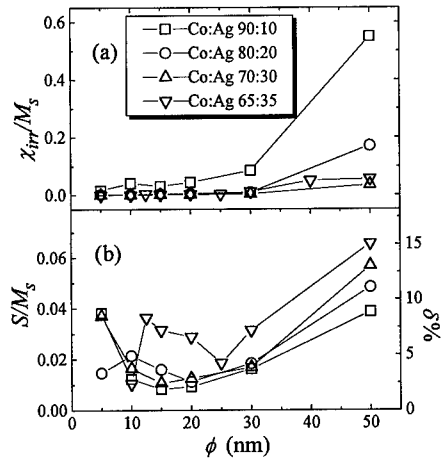 (a)
Co:Ag 90:10
Co:Ag 80:20
Co:Ag 70:30
Co:Ag 65:35
0.6
0.4
0.2
0.0
χirr/Ms
(b)
0.06
0.04
0.02
0.00
S/Ms
15
10
5
0
δ%
0 10 20 30 40 50
ϕ (nm)